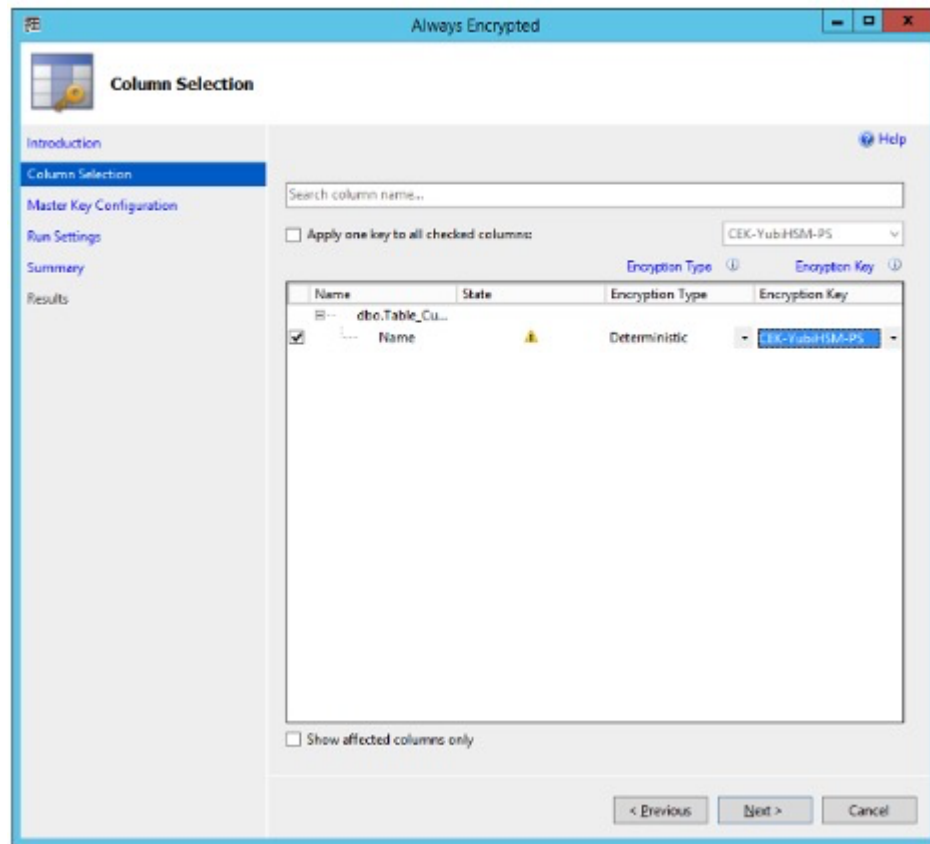 Always Encrypted
Column Selection
Introduction
Help
Column Selection
Search column name...
Master Key Configuration
Apply one key to all checked columns:
CEK-YubiHSM-PS
Run Settings
Summary
Encryption Type
Encryption Key
Results
Name State Encryption Type Encryption Key
dbo.Table_Cu...
Name Deterministic CEK-YubiHSM-PS
Show affected columns only
< Previous Next > Cancel